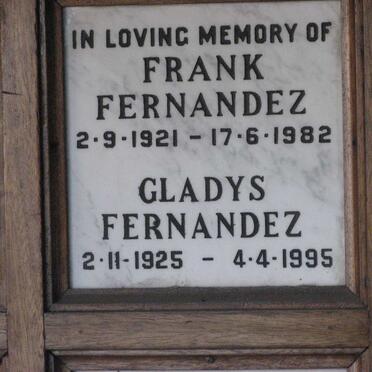 IN LOVING MEMORY OF
FRANK
FERNANDEZ
2·9·1921 – 17·6·1982
GLADYS
FERNANDEZ
2·11·1925 – 4·4·1995